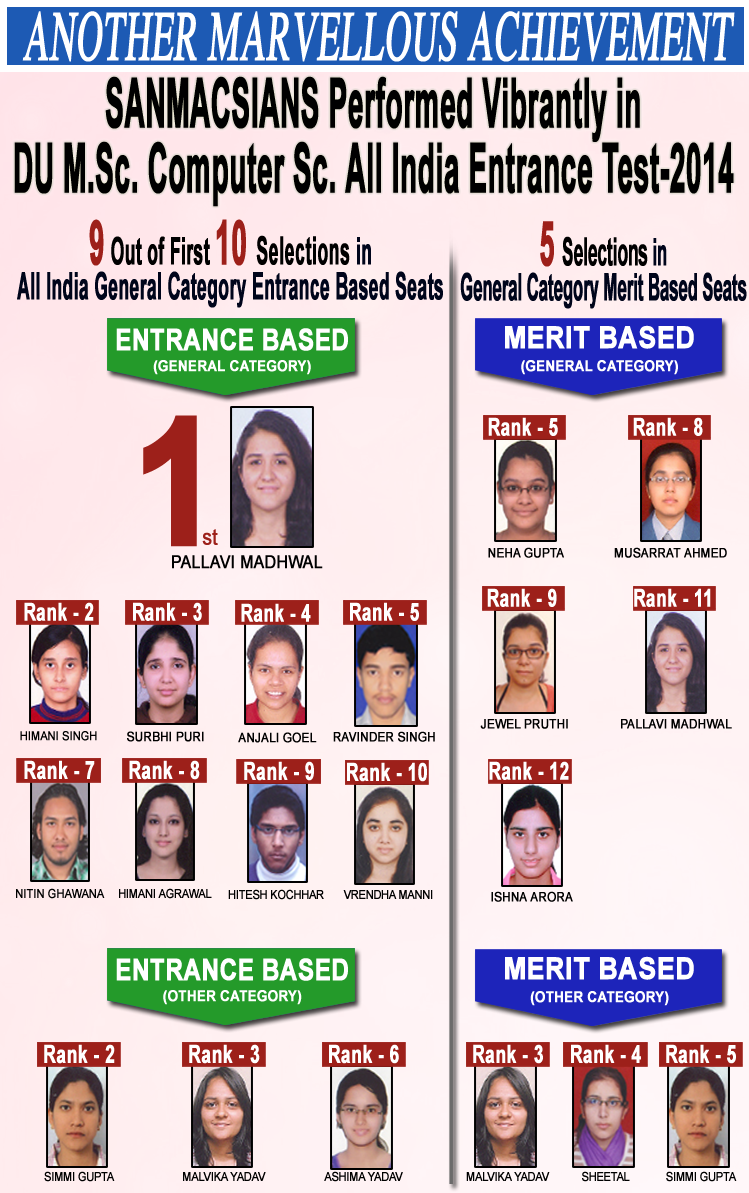 ANOTHER MARVELLOUS ACHIEVEMENT
SANMACSIANS Performed Vibrantly in
DU M.Sc. Computer Sc. All India Entrance Test-2014
9 Out of First 10 Selections in
All India General Category Entrance Based Seats
ENTRANCE BASED
(GENERAL CATEGORY)
1st
PALLAVI MADHWAL
Rank - 2 Rank - 3 Rank - 4 Rank - 5
HIMANI SINGH SURBHI PURI ANJALI GOEL RAVINDER SINGH
Rank - 7 Rank - 8 Rank - 9 Rank - 10
NITIN GHAWANA HIMANI AGRAWAL HITESH KOCHHAR VRENDHA MANNI
ENTRANCE BASED
(OTHER CATEGORY)
Rank - 2 Rank - 3 Rank - 6
SIMMI GUPTA MALVIKA YADAV ASHIMA YADAV
5 Selections in
General Category Merit Based Seats
MERIT BASED
(GENERAL CATEGORY)
Rank - 5 Rank - 8
NEHA GUPTA MUSARRAT AHMED
Rank - 9 Rank - 11
JEWEL PRUTHI PALLAVI MADHWAL
Rank - 12
ISHNA ARORA
MERIT BASED
(OTHER CATEGORY)
Rank - 3 Rank - 4 Rank - 5
MALVIKA YADAV SHEETAL SIMMI GUPTA